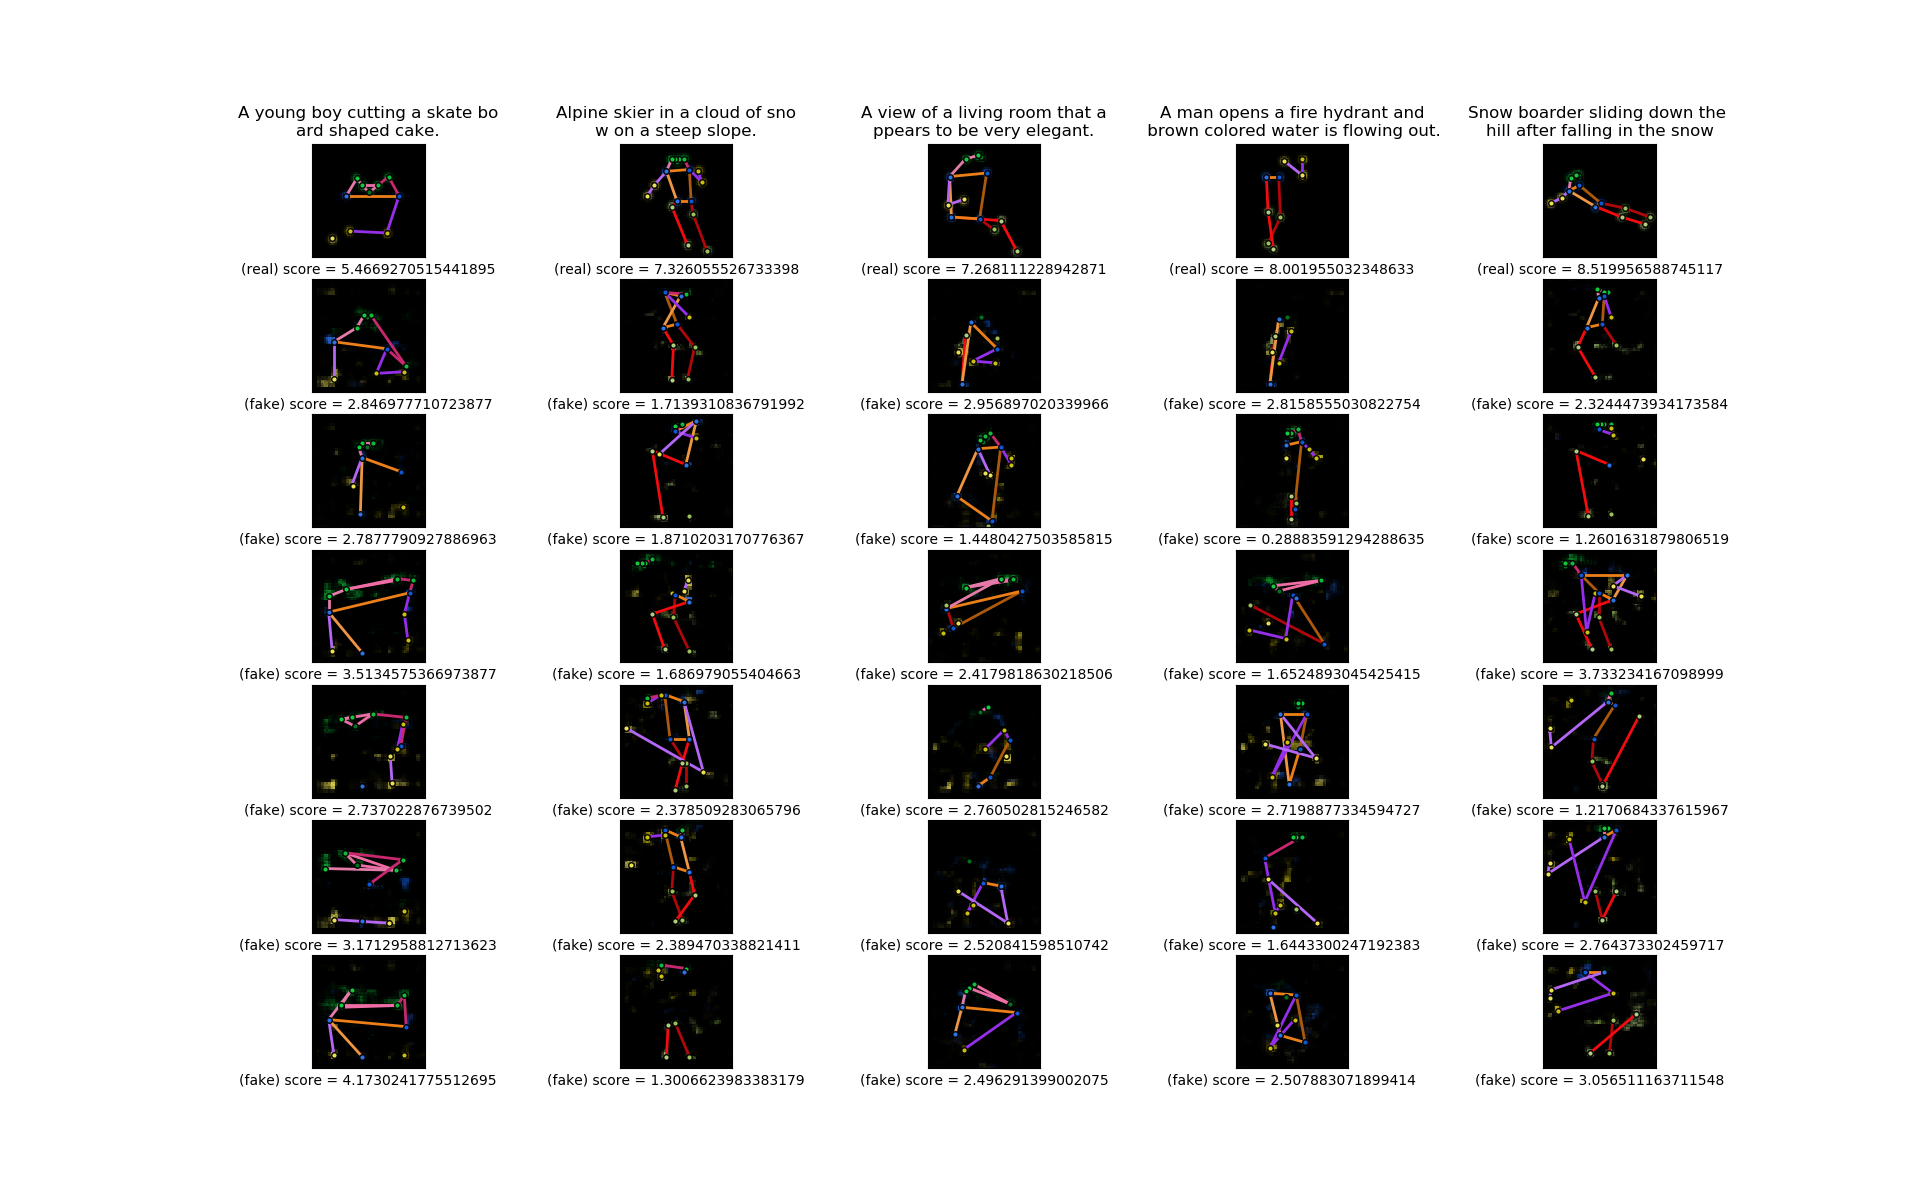 A young boy cutting a skate bo
ard shaped cake.
Alpine skier in a cloud of sno
w on a steep slope.
A view of a living room that a
ppears to be very elegant.
A man opens a fire hydrant and
brown colored water is flowing out.
Snow boarder sliding down the
hill after falling in the snow
(real) score = 5.4669270515441895
(real) score = 7.326055526733398
(real) score = 7.268111228942871
(real) score = 8.001955032348633
(real) score = 8.519956588745117
(fake) score = 2.846977710723877
(fake) score = 1.7139310836791992
(fake) score = 2.956897020339966
(fake) score = 2.8158555030822754
(fake) score = 2.3244473934173584
(fake) score = 2.7877790927886963
(fake) score = 1.8710203170776367
(fake) score = 1.4480427503585815
(fake) score = 0.28883591294288635
(fake) score = 1.2601631879806519
(fake) score = 3.5134575366973877
(fake) score = 1.686979055404663
(fake) score = 2.4179818630218506
(fake) score = 1.6524893045425415
(fake) score = 3.733234167098999
(fake) score = 2.737022876739502
(fake) score = 2.378509283065796
(fake) score = 2.760502815246582
(fake) score = 2.7198877334594727
(fake) score = 1.2170684337615967
(fake) score = 3.1712958812713623
(fake) score = 2.389470338821411
(fake) score = 2.520841598510742
(fake) score = 1.6443300247192383
(fake) score = 2.764373302459717
(fake) score = 4.1730241775512695
(fake) score = 1.3006623983383179
(fake) score = 2.496291399002075
(fake) score = 2.507883071899414
(fake) score = 3.056511163711548